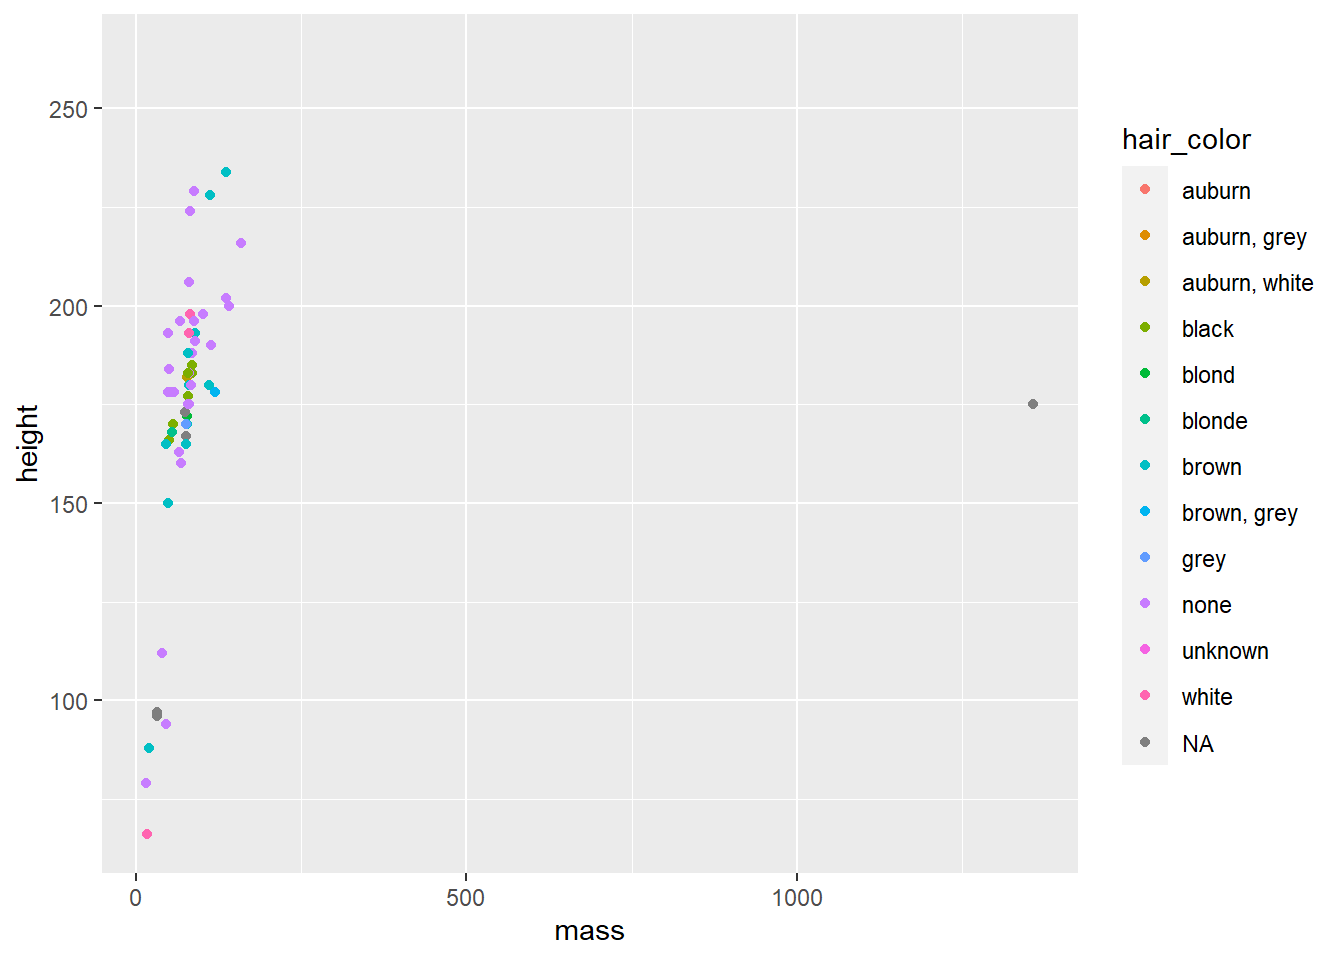 250
200
150
100
height
0
500
1000
mass
hair_color
auburn
auburn, grey
auburn, white
black
blond
blonde
brown
brown, grey
grey
none
unknown
white
NA